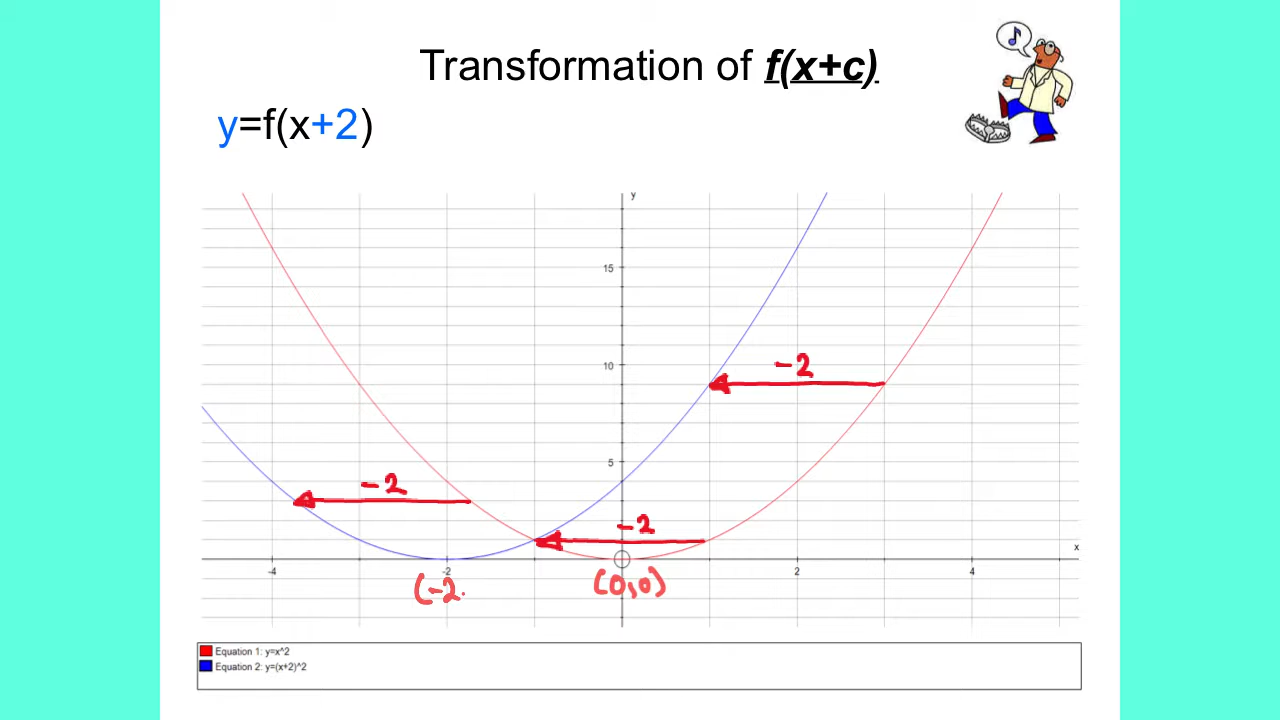 Transformation of f(x+c)
y=f(x+2)
y
15
10
-2
5
-2
-2
x
-4
-2
2
4
(-2.
(0,0)
Equation 1: y=x^2
Equation 2: y=(x+2)^2